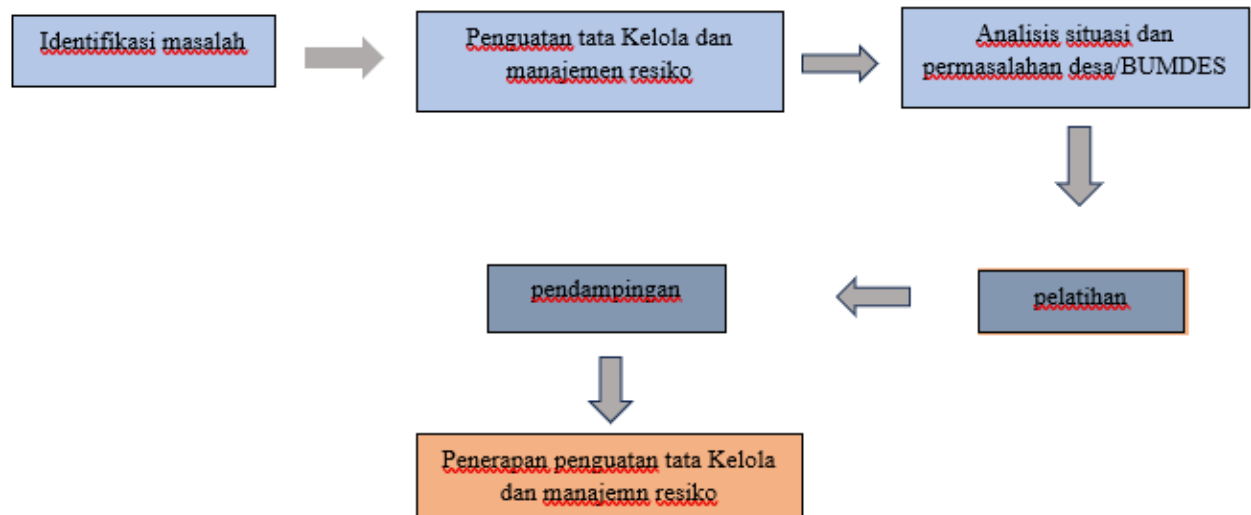 Identifikasi masalah
Penguatan tata Kelola dan
manajemen resiko
Analisis situasi dan
permasalahan desa/BUMDES
pelatihan
pendampingan
Penerapan penguatan tata Kelola
dan manajemn resiko